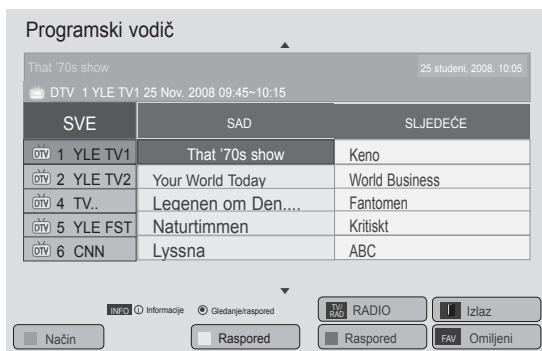 Programski vodič
That '70s show
25 studeni, 2008. 10:05
DTV 1 YLE TV1 25 Nov. 2008 09:45~10:15
SVE SAD SLJEDEĆE
DTV 1 YLE TV1 That '70s show Keno
DTV 2 YLE TV2 Your World Today World Business
DTV 4 TV.. Legenen om Den.... Fantomen
DTV 5 YLE FST Naturtimmen Kritiskt
DTV 6 CNN Lyssna ABC
INFO i Informacije Gledanje/raspored TV/RAD RADIO Izlaz
Način Raspored Raspored FAV Omiljeni